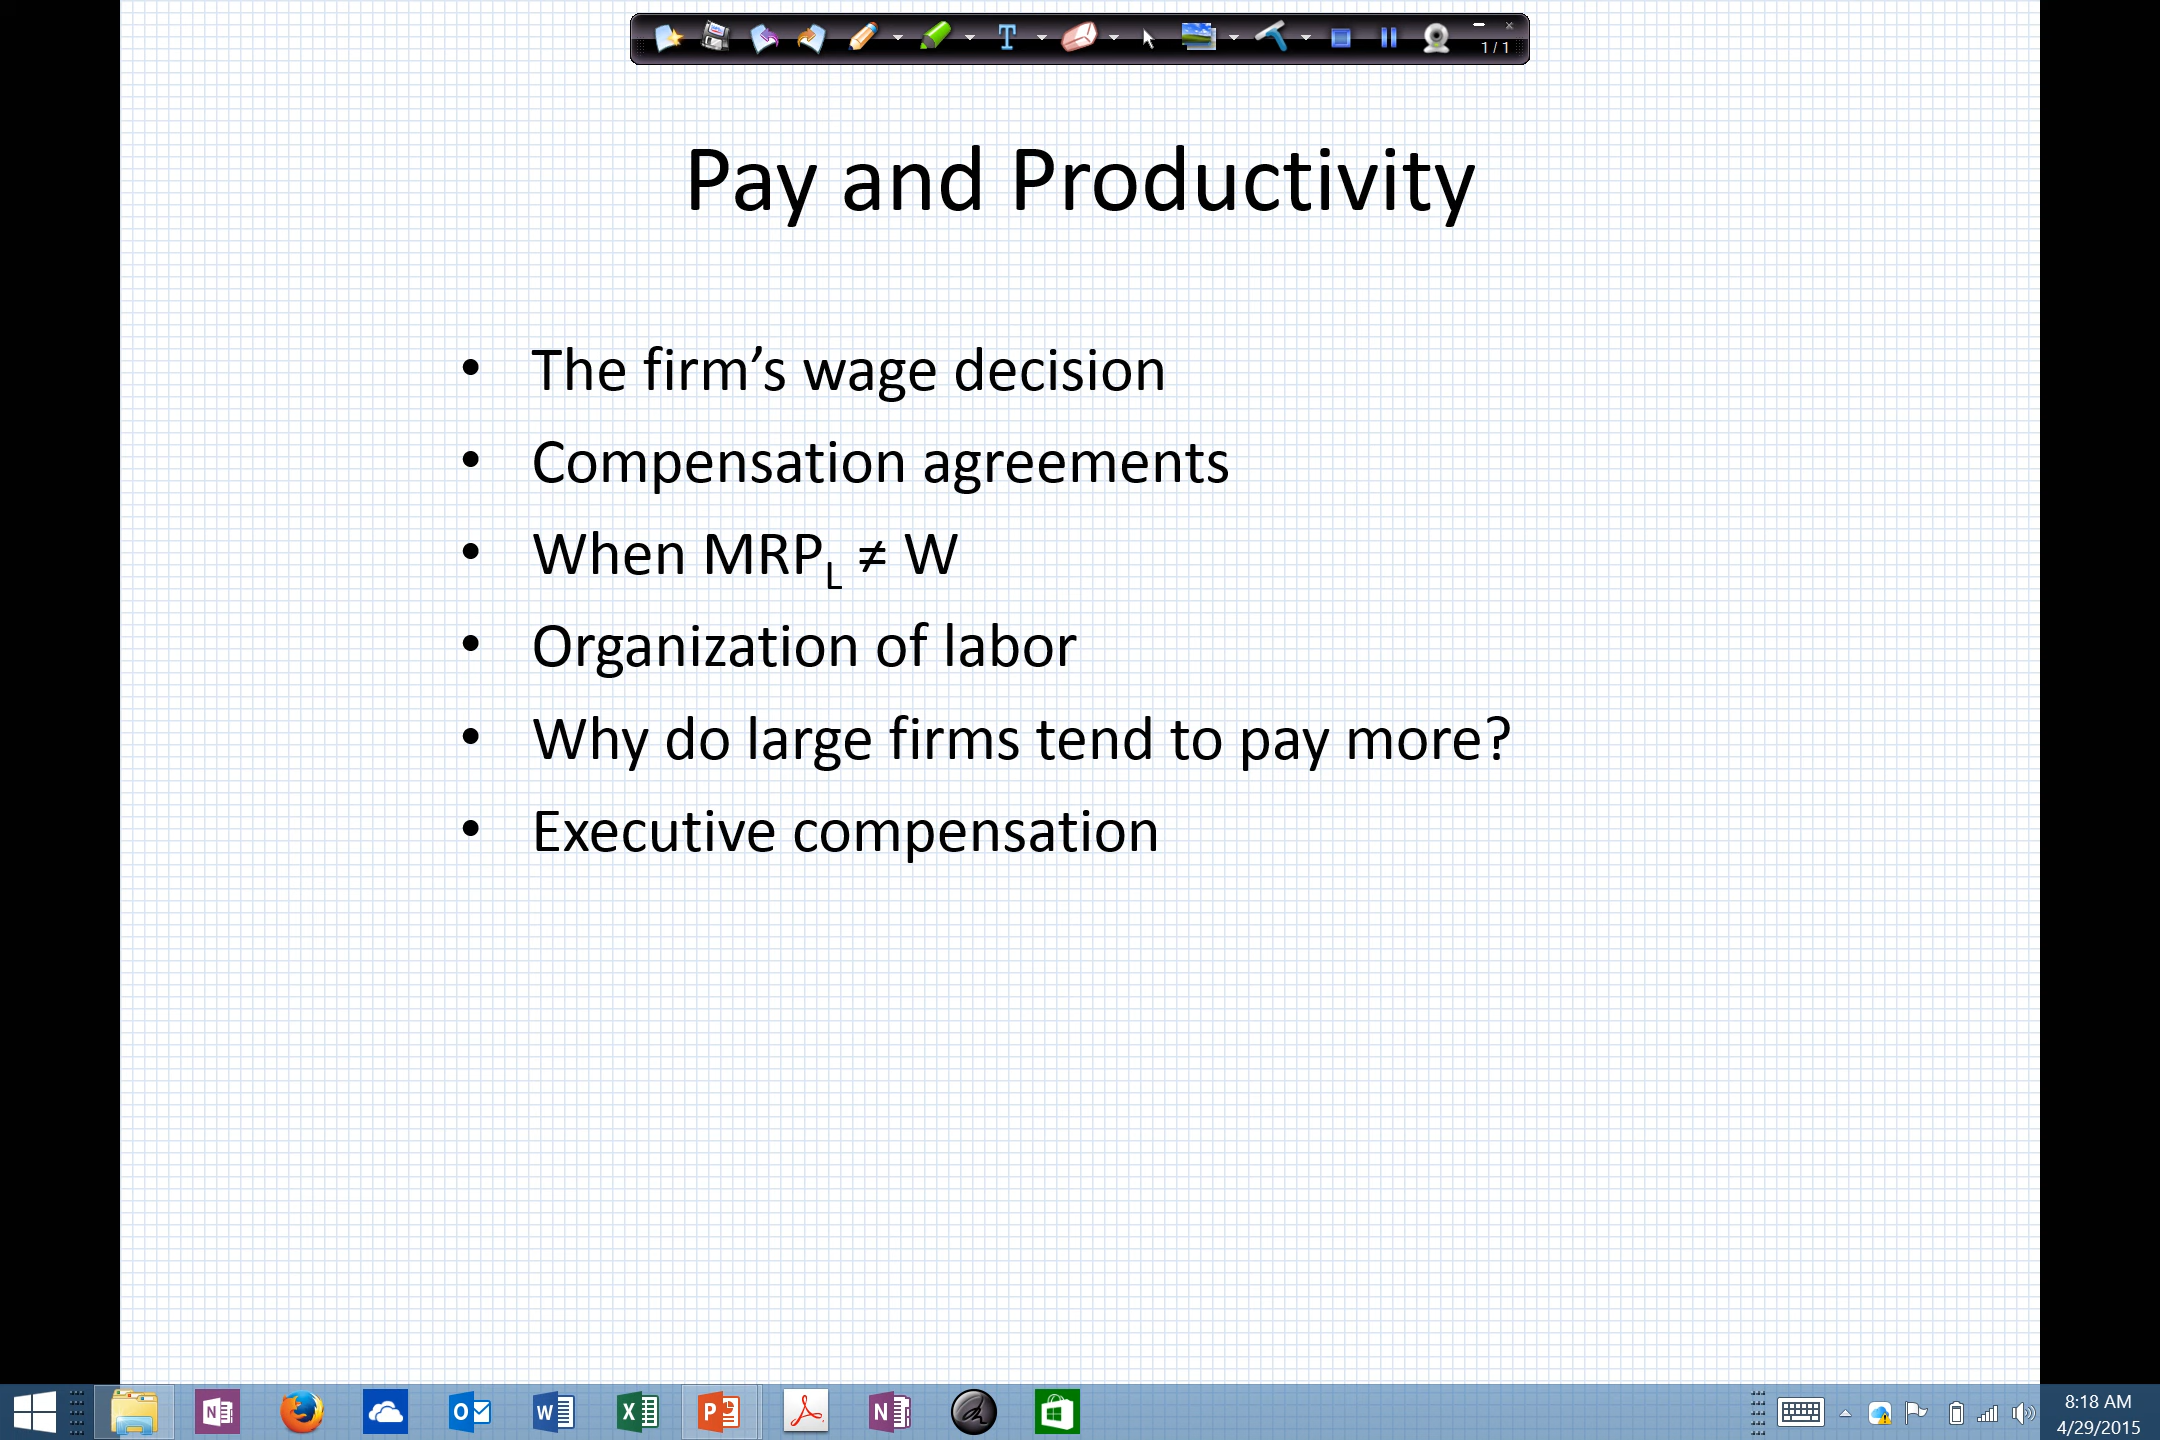 1 / 1
Pay and Productivity
• The firm’s wage decision
• Compensation agreements
• When MRPL ≠ W
• Organization of labor
• Why do large firms tend to pay more?
• Executive compensation
8:18 AM
4/29/2015